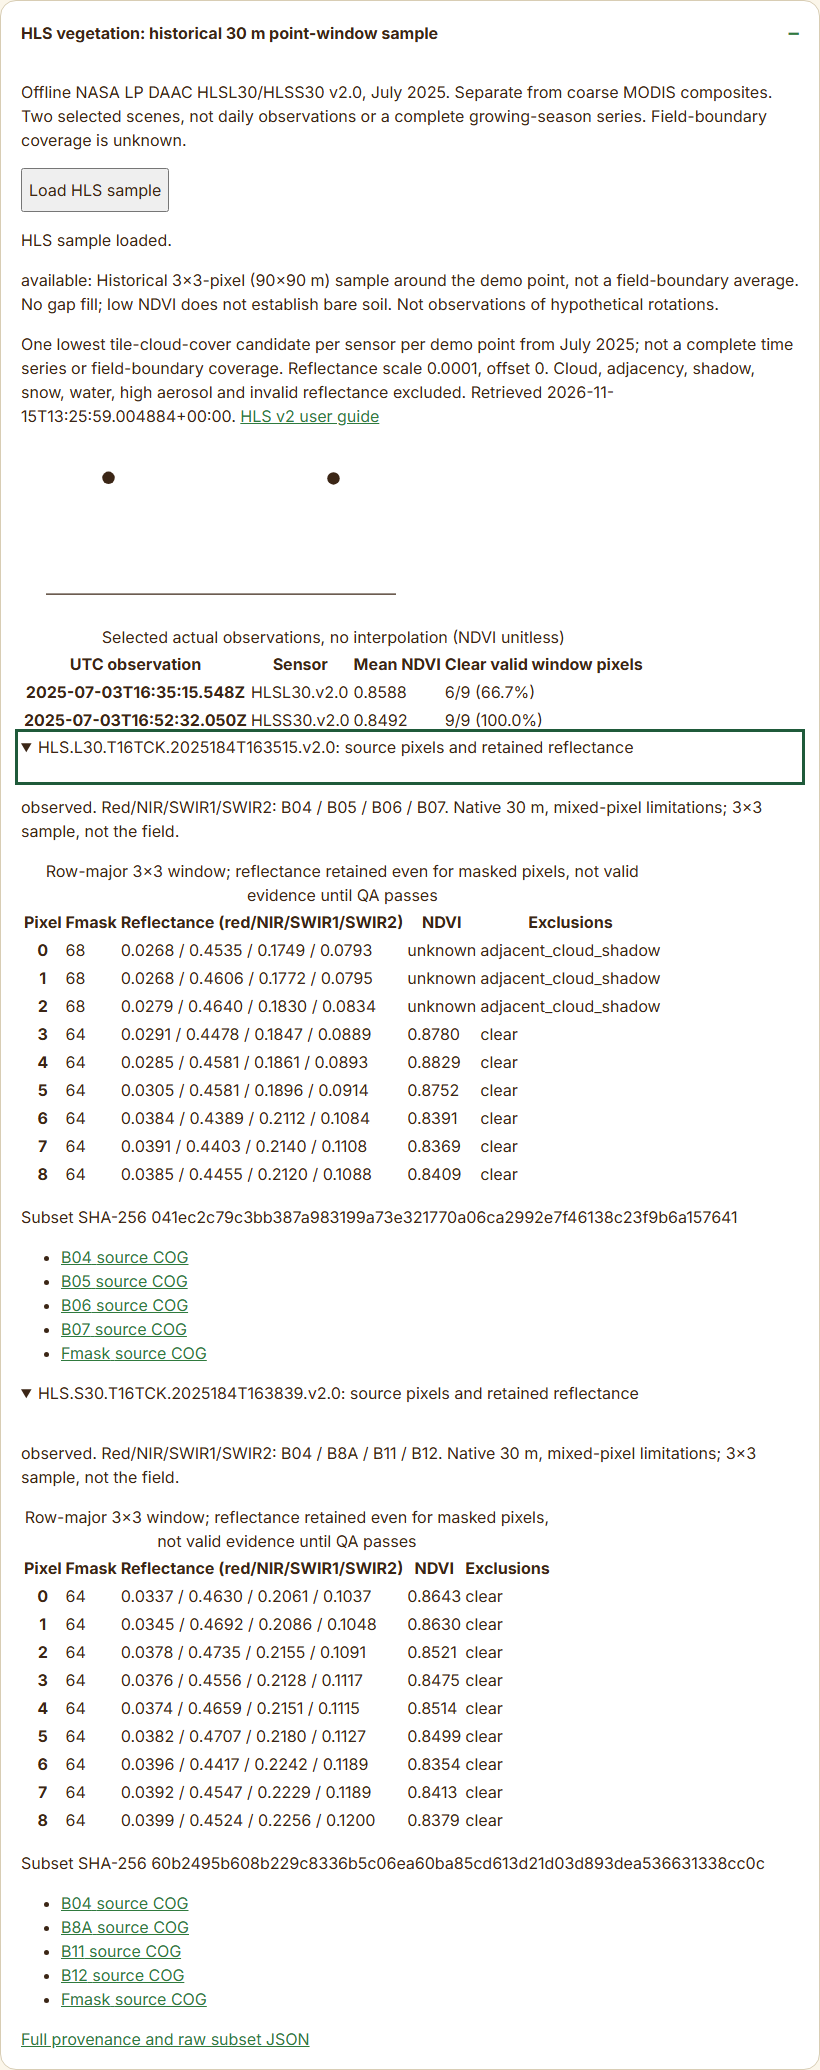 HLS vegetation: historical 30 m point-window sample
Offline NASA LP DAAC HLSL30/HLSS30 v2.0, July 2025. Separate from coarse MODIS composites.
Two selected scenes, not daily observations or a complete growing-season series. Field-boundary
coverage is unknown.
Load HLS sample
HLS sample loaded.
available: Historical 3×3-pixel (90×90 m) sample around the demo point, not a field-boundary average.
No gap fill; low NDVI does not establish bare soil. Not observations of hypothetical rotations.
One lowest tile-cloud-cover candidate per sensor per demo point from July 2025; not a complete time
series or field-boundary coverage. Reflectance scale 0.0001, offset 0. Cloud, adjacency, shadow,
snow, water, high aerosol and invalid reflectance excluded. Retrieved 2026-11-
15T13:25:59.004884+00:00. HLS v2 user guide
Selected actual observations, no interpolation (NDVI unitless)
UTC observation Sensor Mean NDVI Clear valid window pixels
2025-07-03T16:35:15.548Z HLSL30.v2.0 0.8588 6/9 (66.7%)
2025-07-03T16:52:32.050Z HLSS30.v2.0 0.8492 9/9 (100.0%)
▼ HLS.L30.T16TCK.2025184T163515.v2.0: source pixels and retained reflectance
observed. Red/NIR/SWIR1/SWIR2: B04 / B05 / B06 / B07. Native 30 m, mixed-pixel limitations; 3×3
sample, not the field.
Row-major 3×3 window; reflectance retained even for masked pixels, not valid
evidence until QA passes
Pixel Fmask Reflectance (red/NIR/SWIR1/SWIR2) NDVI Exclusions
0 68 0.0268 / 0.4535 / 0.1749 / 0.0793 unknown adjacent_cloud_shadow
1 68 0.0268 / 0.4606 / 0.1772 / 0.0795 unknown adjacent_cloud_shadow
2 68 0.0279 / 0.4640 / 0.1830 / 0.0834 unknown adjacent_cloud_shadow
3 64 0.0291 / 0.4478 / 0.1847 / 0.0889 0.8780 clear
4 64 0.0285 / 0.4581 / 0.1861 / 0.0893 0.8829 clear
5 64 0.0305 / 0.4581 / 0.1896 / 0.0914 0.8752 clear
6 64 0.0384 / 0.4389 / 0.2112 / 0.1084 0.8391 clear
7 64 0.0391 / 0.4403 / 0.2140 / 0.1108 0.8369 clear
8 64 0.0385 / 0.4455 / 0.2120 / 0.1088 0.8409 clear
Subset SHA-256 041ec2c79c3bb387a983199a73e321770a06ca2992e7f46138c23f9b6a157641
• B04 source COG
• B05 source COG
• B06 source COG
• B07 source COG
• Fmask source COG
▼ HLS.S30.T16TCK.2025184T163839.v2.0: source pixels and retained reflectance
observed. Red/NIR/SWIR1/SWIR2: B04 / B8A / B11 / B12. Native 30 m, mixed-pixel limitations; 3×3
sample, not the field.
Row-major 3×3 window; reflectance retained even for masked pixels,
not valid evidence until QA passes
Pixel Fmask Reflectance (red/NIR/SWIR1/SWIR2) NDVI Exclusions
0 64 0.0337 / 0.4630 / 0.2061 / 0.1037 0.8643 clear
1 64 0.0345 / 0.4692 / 0.2086 / 0.1048 0.8630 clear
2 64 0.0378 / 0.4735 / 0.2155 / 0.1091 0.8521 clear
3 64 0.0376 / 0.4556 / 0.2128 / 0.1117 0.8475 clear
4 64 0.0374 / 0.4659 / 0.2151 / 0.1115 0.8514 clear
5 64 0.0382 / 0.4707 / 0.2180 / 0.1127 0.8499 clear
6 64 0.0396 / 0.4417 / 0.2242 / 0.1189 0.8354 clear
7 64 0.0392 / 0.4547 / 0.2229 / 0.1189 0.8413 clear
8 64 0.0399 / 0.4524 / 0.2256 / 0.1200 0.8379 clear
Subset SHA-256 60b2495b608b229c8336b5c06ea60ba85cd613d21d03d893dea536631338cc0c
• B04 source COG
• B8A source COG
• B11 source COG
• B12 source COG
• Fmask source COG
Full provenance and raw subset JSON